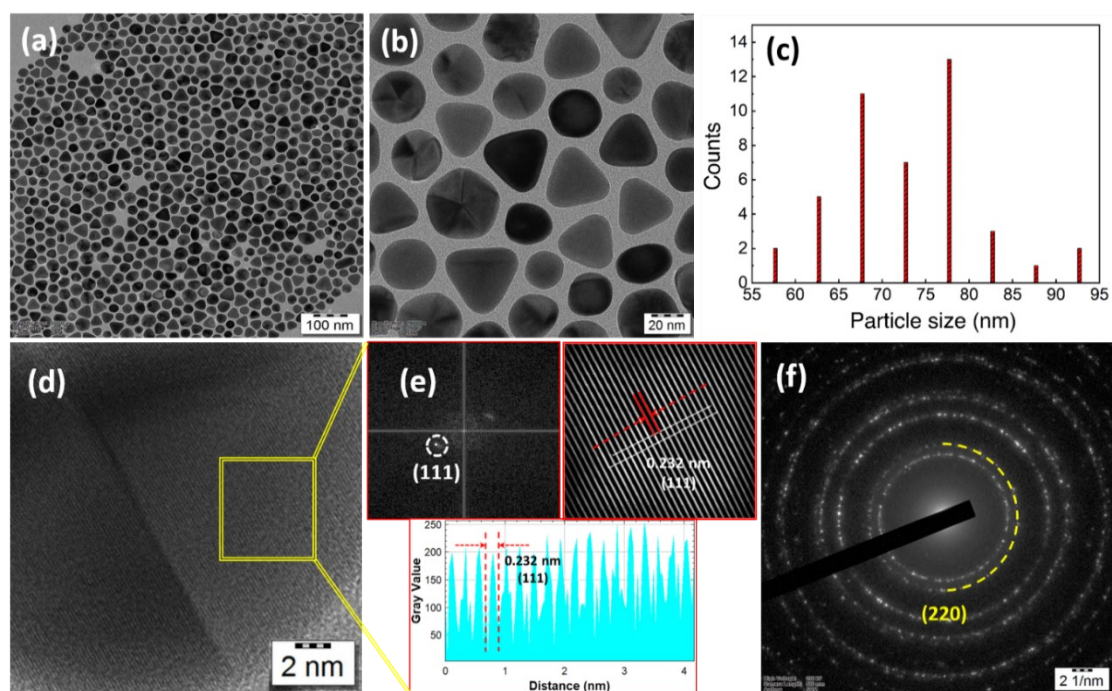 (a)
100 nm
(b)
20 nm
(c)
Counts
14
12
10
8
6
4
2
0
55 60 65 70 75 80 85 90 95
Particle size (nm)
(d)
2 nm
(e)
(111)
0.232 nm
(111)
Gray Value
250
200
150
100
50
0.232 nm
(111)
0 1 2 3 4
Distance (nm)
(f)
(220)
2 1/nm